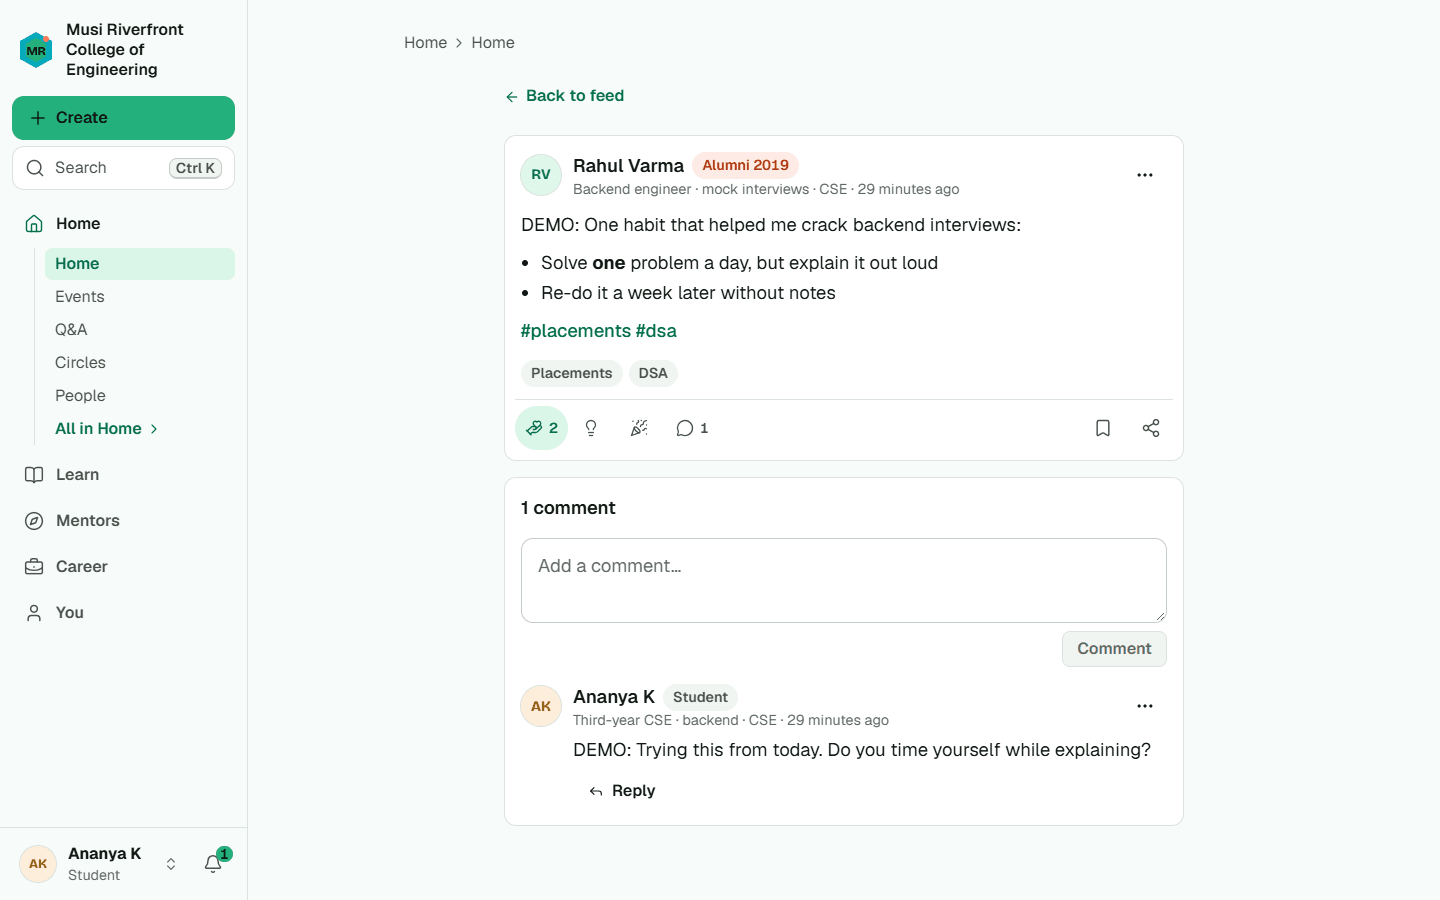 MR
Musi Riverfront
College of
Engineering
Create
Search Ctrl K
Home
Home
Events
Q&A
Circles
People
All in Home
Learn
Mentors
Career
You
AK
Ananya K
Student
1
Home > Home
Back to feed
RV
Rahul Varma Alumni 2019
Backend engineer · mock interviews · CSE · 29 minutes ago
DEMO: One habit that helped me crack backend interviews:
• Solve one problem a day, but explain it out loud
• Re-do it a week later without notes
#placements #dsa
Placements DSA
2 1
1 comment
Add a comment...
Comment
AK
Ananya K Student
Third-year CSE · backend · CSE · 29 minutes ago
DEMO: Trying this from today. Do you time yourself while explaining?
Reply